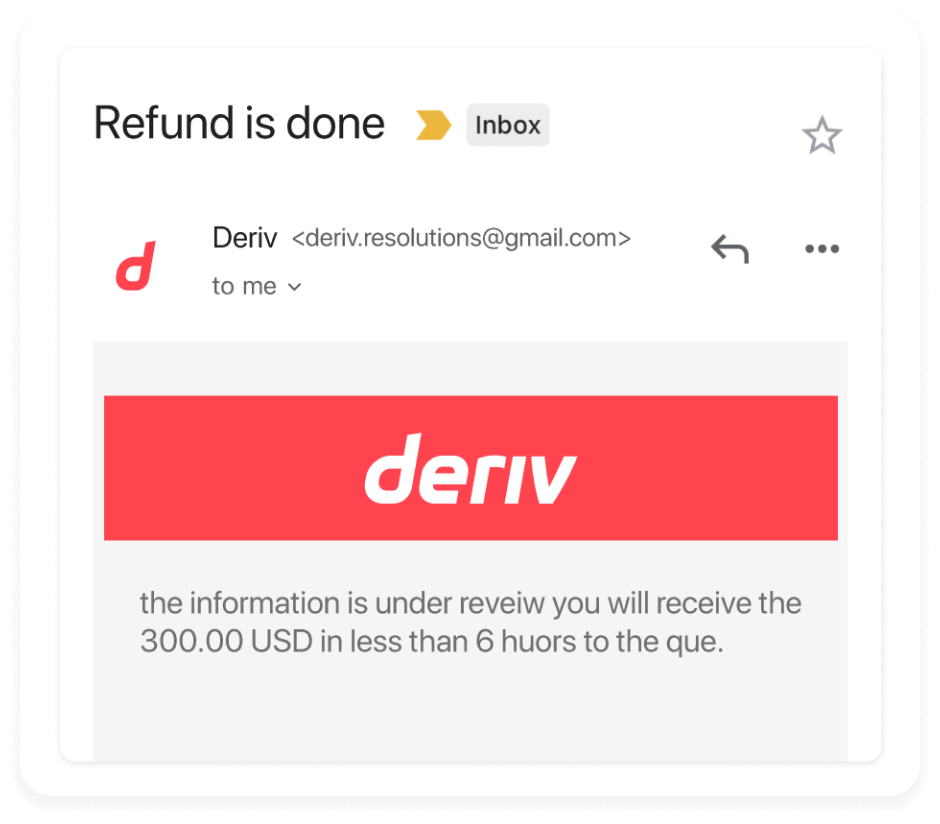 Refund is done Inbox
d
Deriv <deriv.resolutions@gmail.com>
to me
deriv
the information is under reveiw you will receive the
300.00 USD in less than 6 huors to the que.